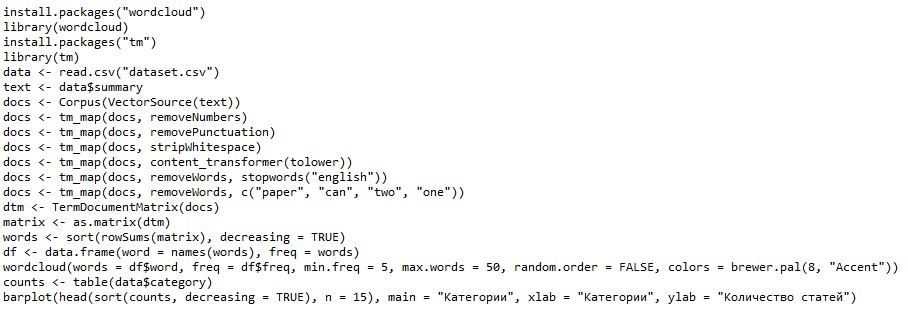 install.packages("wordcloud")
library(wordcloud)
install.packages("tm")
library(tm)
data <- read.csv("dataset.csv")
text <- data$summary
docs <- Corpus(VectorSource(text))
docs <- tm_map(docs, removeNumbers)
docs <- tm_map(docs, removePunctuation)
docs <- tm_map(docs, stripWhitespace)
docs <- tm_map(docs, content_transformer(tolower))
docs <- tm_map(docs, removeWords, stopwords("english"))
docs <- tm_map(docs, removeWords, c("paper", "can", "two", "one"))
dtm <- TermDocumentMatrix(docs)
matrix <- as.matrix(dtm)
words <- sort(rowSums(matrix), decreasing = TRUE)
df <- data.frame(word = names(words), freq = words)
wordcloud(words = df$word, freq = df$freq, min.freq = 5, max.words = 50, random.order = FALSE, colors = brewer.pal(8, "Accent"))
counts <- table(data$category)
barplot(head(sort(counts, decreasing = TRUE), n = 15), main = "Категории", xlab = "Категории", ylab = "Количество статей")